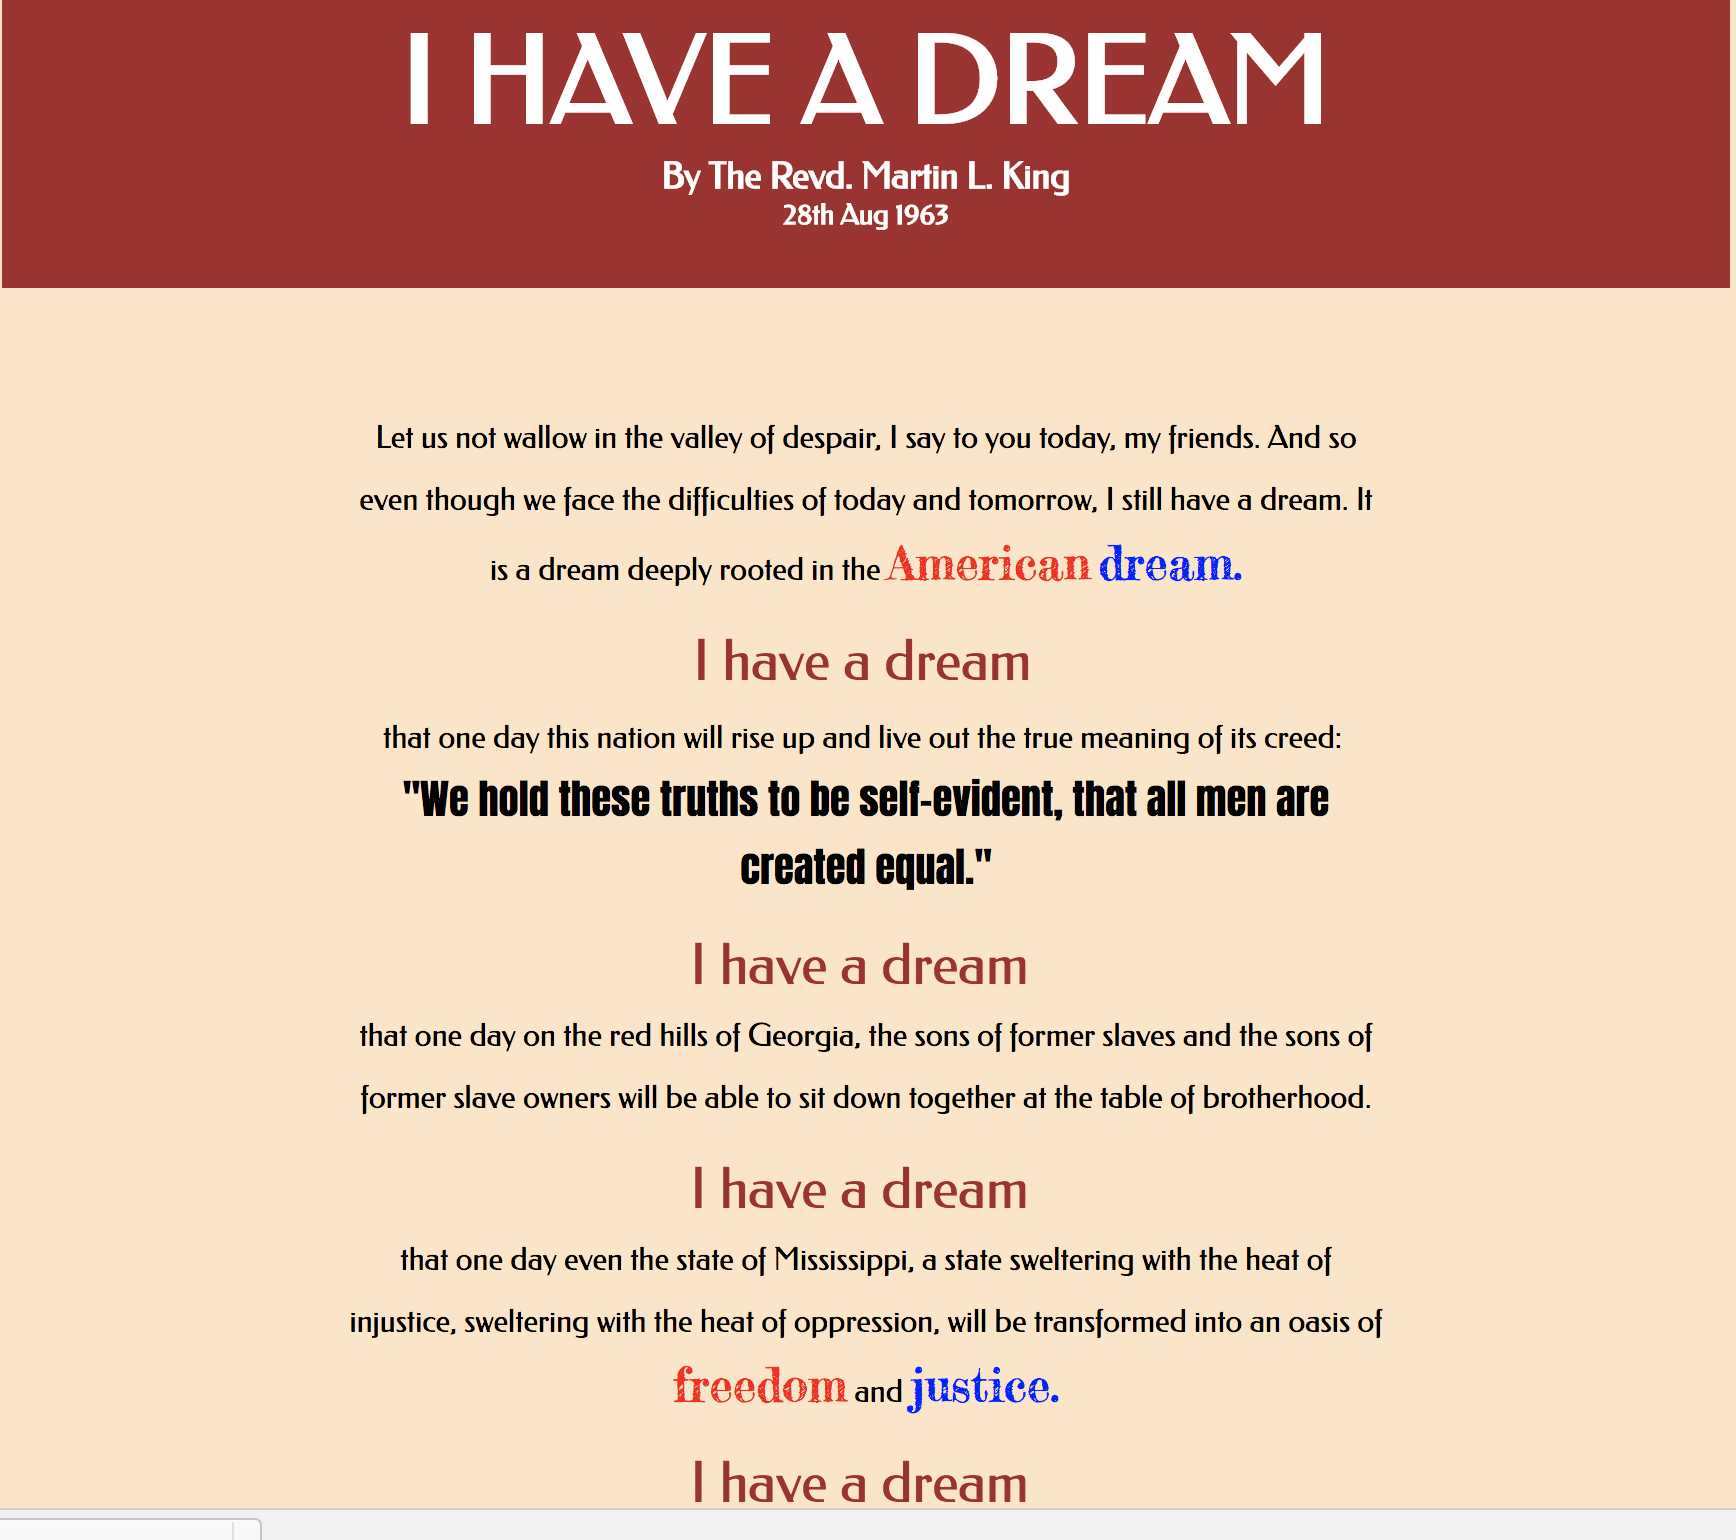 I HAVE A DREAM
By The Revd. Martin L. King
28th Aug 1963
Let us not wallow in the valley of despair, I say to you today, my friends. And so
even though we face the difficulties of today and tomorrow, I still have a dream. It
is a dream deeply rooted in the American dream.
I have a dream
that one day this nation will rise up and live out the true meaning of its creed:
"We hold these truths to be self-evident, that all men are
created equal."
I have a dream
that one day on the red hills of Georgia, the sons of former slaves and the sons of
former slave owners will be able to sit down together at the table of brotherhood.
I have a dream
that one day even the state of Mississippi, a state sweltering with the heat of
injustice, sweltering with the heat of oppression, will be transformed into an oasis of
freedom and justice.
I have a dream